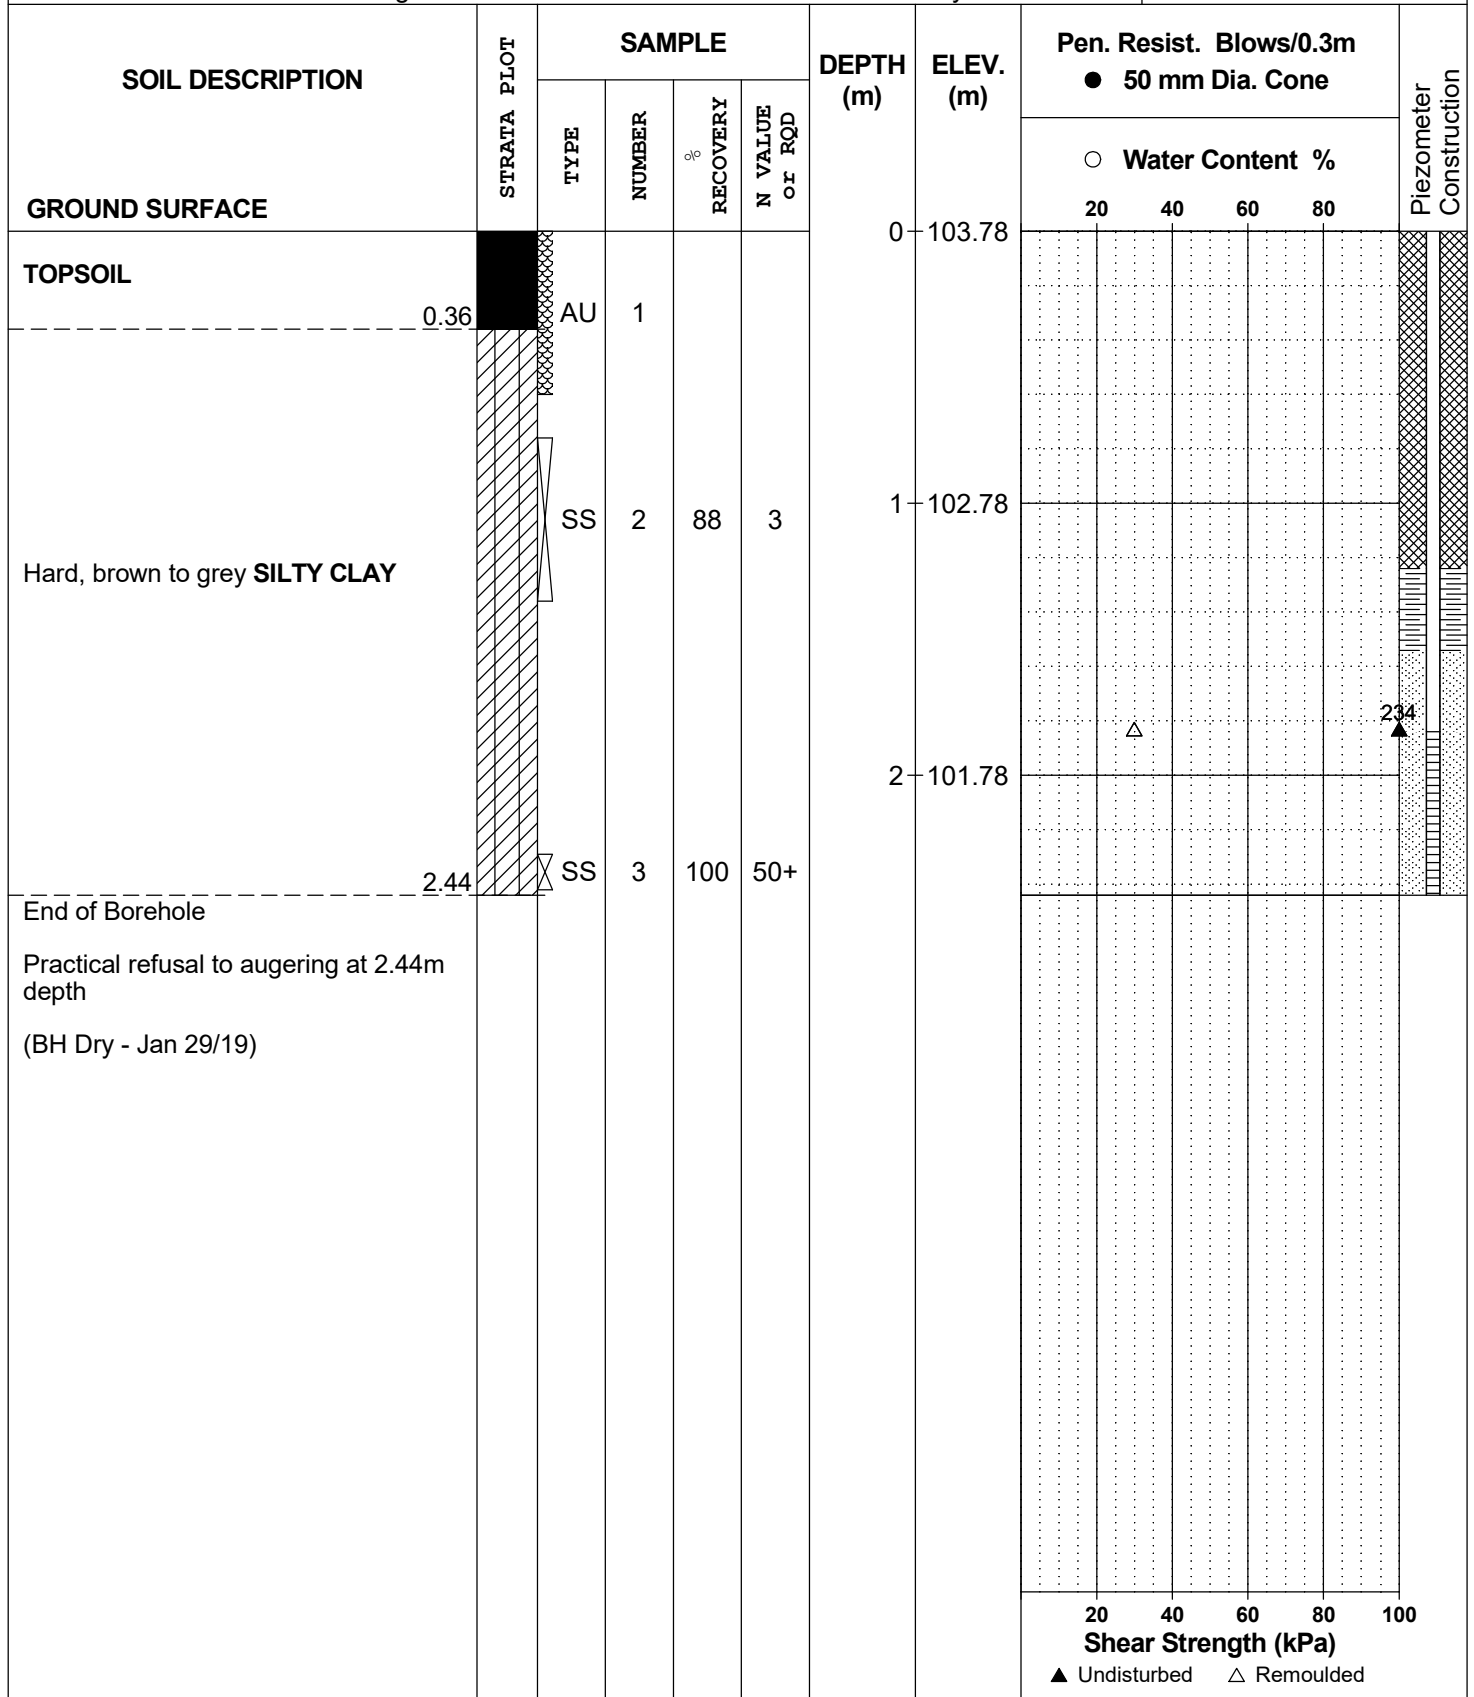 SOIL DESCRIPTION
GROUND SURFACE
STRATA PLOT
SAMPLE
TYPE
NUMBER
%
RECOVERY
N VALUE
or RQD
DEPTH
(m)
ELEV.
(m)
Pen. Resist. Blows/0.3m
● 50 mm Dia. Cone
○ Water Content %
20 40 60 80
Piezometer
Construction
0 103.78
TOPSOIL
0.36
AU 1
1 102.78
SS 2 88 3
Hard, brown to grey SILTY CLAY
234
2 101.78
SS 3 100 50+
2.44
End of Borehole
Practical refusal to augering at 2.44m
depth
(BH Dry - Jan 29/19)
20 40 60 80 100
Shear Strength (kPa)
▲ Undisturbed △ Remoulded